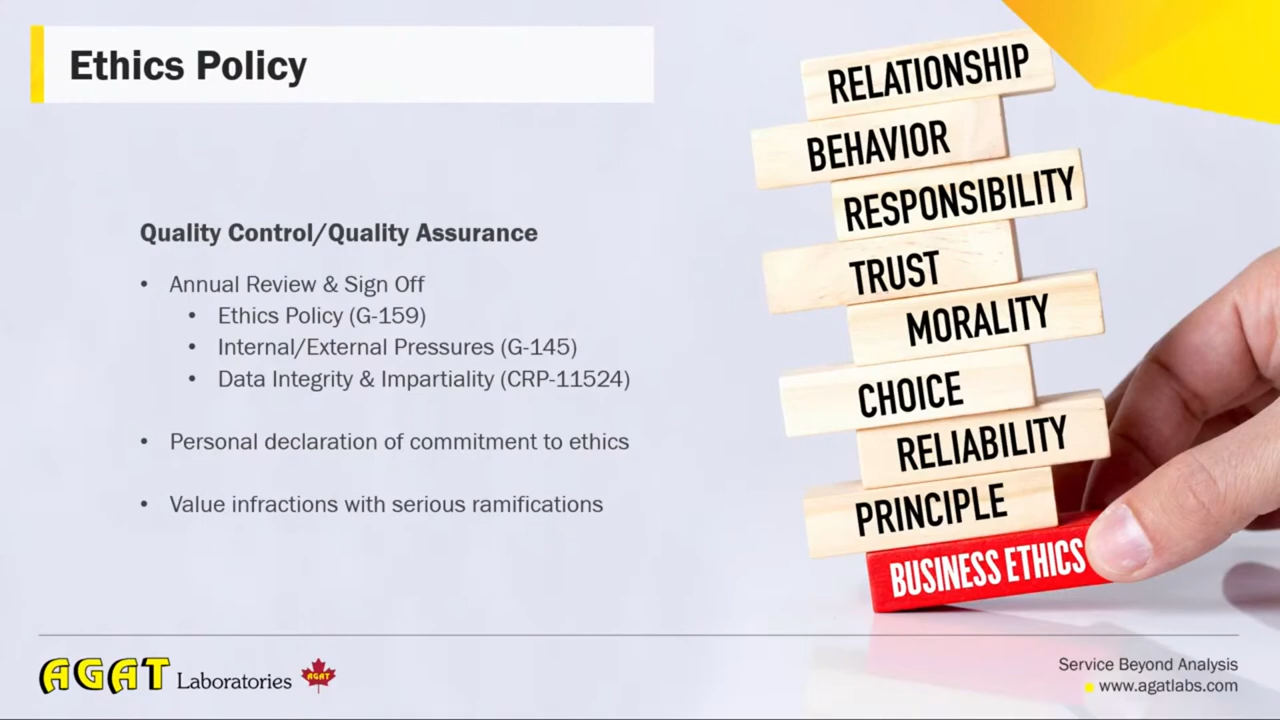 Ethics Policy
Quality Control/Quality Assurance
• Annual Review & Sign Off
• Ethics Policy (G-159)
• Internal/External Pressures (G-145)
• Data Integrity & Impartiality (CRP-11524)
• Personal declaration of commitment to ethics
• Value infractions with serious ramifications
RELATIONSHIP
BEHAVIOR
RESPONSIBILITY
TRUST
MORALITY
CHOICE
RELIABILITY
PRINCIPLE
BUSINESS ETHICS
AGAT Laboratories AGAT
Service Beyond Analysis
www.agatlabs.com